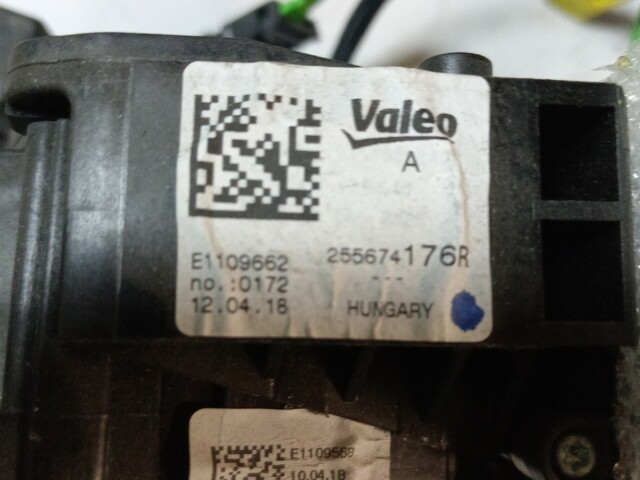 Valeo
A
E1109662 255674176R
no.:0172 ---
12.04.18 HUNGARY
E1109568
10.04.18